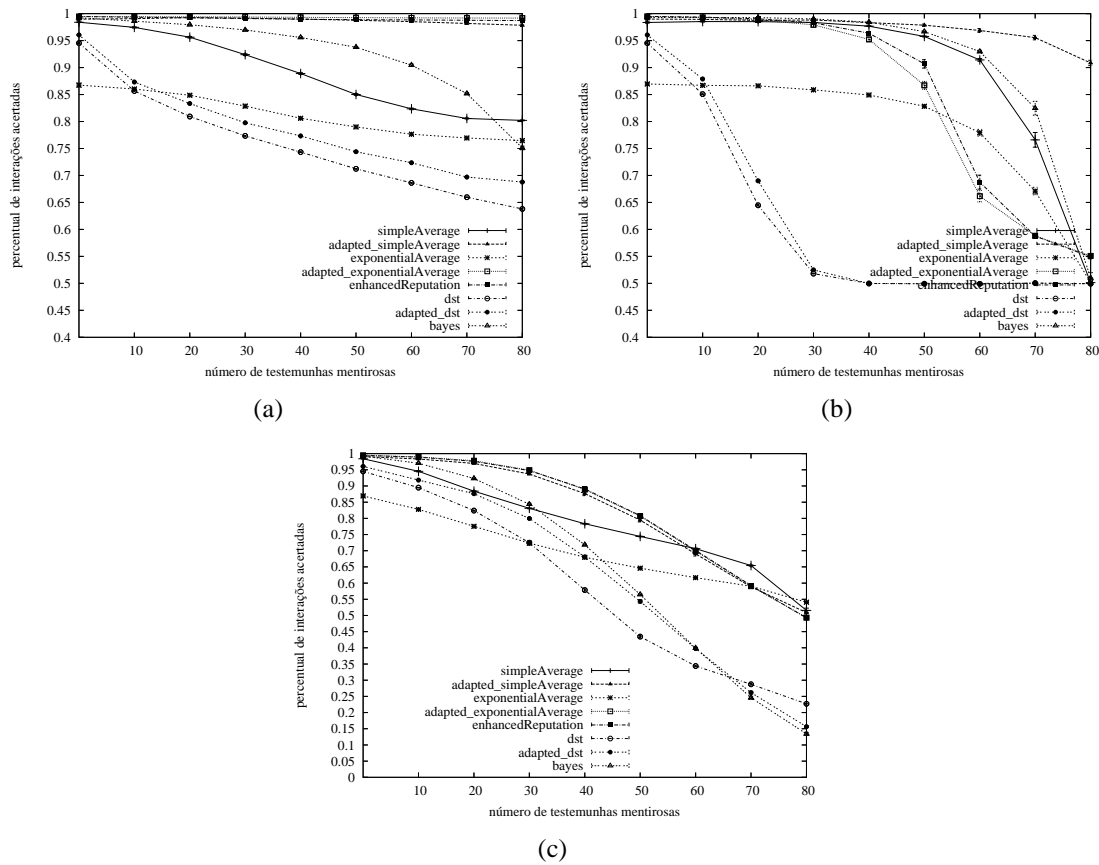 1
0.95
0.9
0.85
0.8
0.75
0.7
0.65
0.6
0.55
0.5
0.45
0.4
percentual de interações acertadas
simpleAverage
adapted_simpleAverage
exponentialAverage
adapted_exponentialAverage
enhancedReputation
dst
adapted_dst
bayes
10 20 30 40 50 60 70 80
número de testemunhas mentirosas
(a)
1
0.95
0.9
0.85
0.8
0.75
0.7
0.65
0.6
0.55
0.5
0.45
0.4
percentual de interações acertadas
simpleAverage
adapted_simpleAverage
exponentialAverage
adapted_exponentialAverage
enhancedReputation
dst
adapted_dst
bayes
10 20 30 40 50 60 70 80
número de testemunhas mentirosas
(b)
1
0.95
0.9
0.85
0.8
0.75
0.7
0.65
0.6
0.55
0.5
0.45
0.4
0.35
0.3
0.25
0.2
0.15
0.1
0.05
0
percentual de interações acertadas
simpleAverage
adapted_simpleAverage
exponentialAverage
adapted_exponentialAverage
enhancedReputation
dst
adapted_dst
bayes
10 20 30 40 50 60 70 80
número de testemunhas mentirosas
(c)